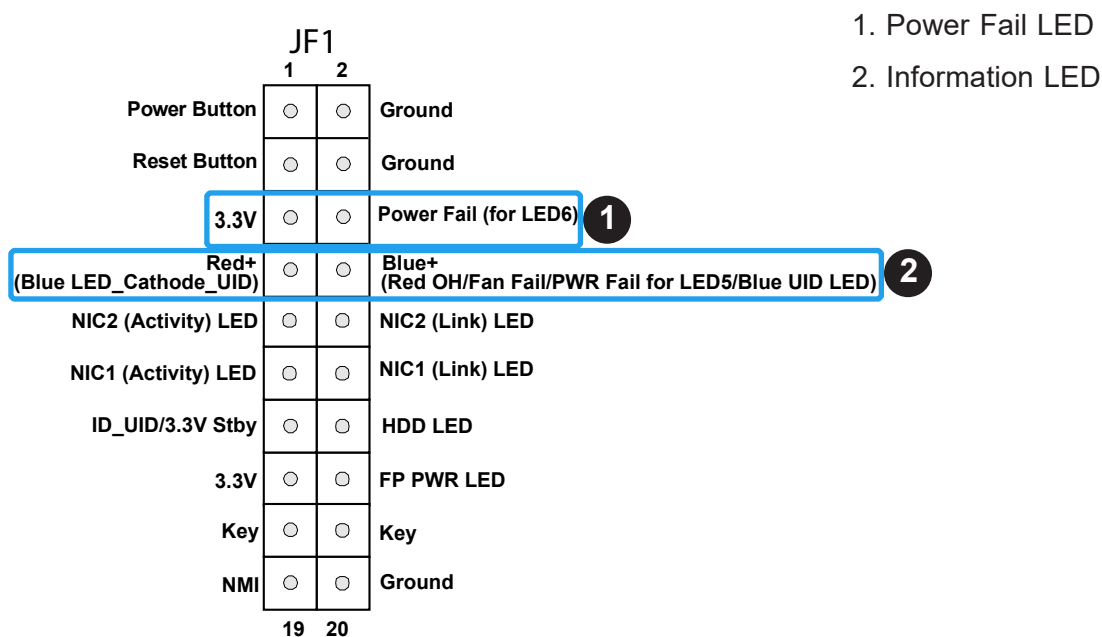 1. Power Fail LED
2. Information LED
JF1
1 2
Power Button Ground
Reset Button Ground
3.3V Power Fail (for LED6) 1
Red+ Blue+
(Blue LED_Cathode_UID) (Red OH/Fan Fail/PWR Fail for LED5/Blue UID LED) 2
NIC2 (Activity) LED NIC2 (Link) LED
NIC1 (Activity) LED NIC1 (Link) LED
ID_UID/3.3V Stby HDD LED
3.3V FP PWR LED
Key Key
NMI Ground
19 20